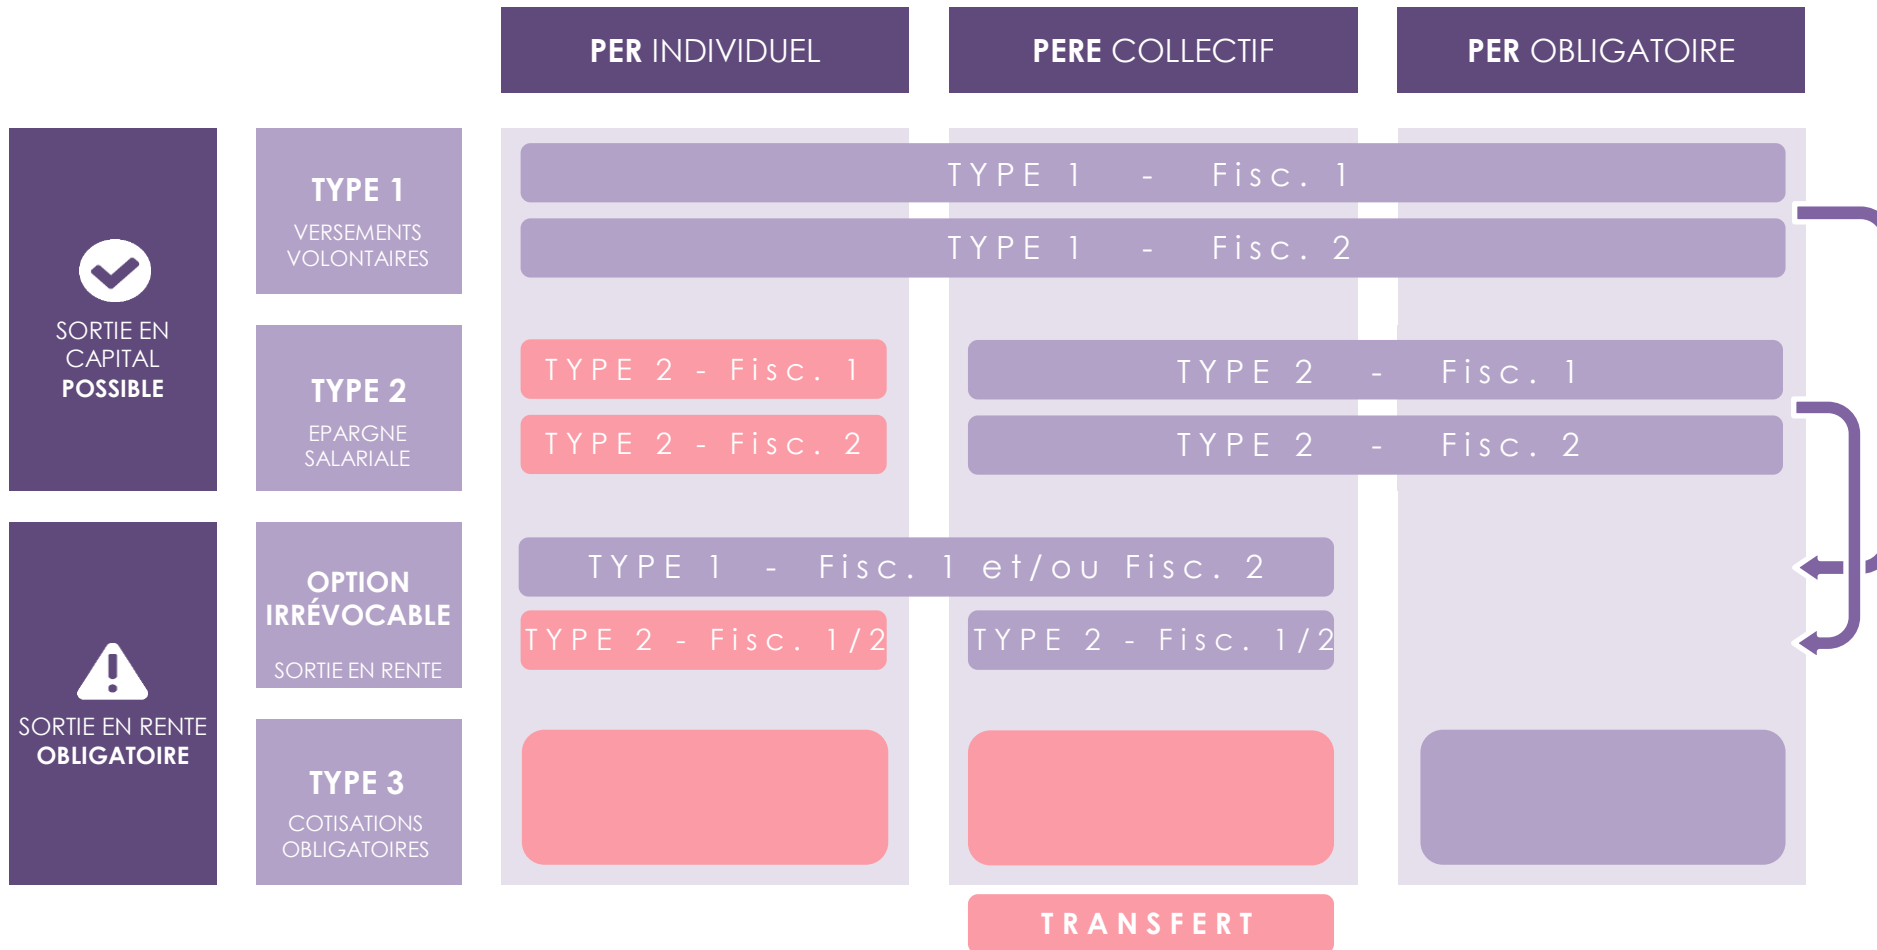 PER INDIVIDUEL
PERE COLLECTIF
PER OBLIGATOIRE
SORTIE EN
CAPITAL
POSSIBLE
TYPE 1
VERSEMENTS
VOLONTAIRES
TYPE 1 - Fisc. 1
TYPE 1 - Fisc. 2
TYPE 2
EPARGNE
SALARIALE
TYPE 2 - Fisc. 1
TYPE 2 - Fisc. 1
TYPE 2 - Fisc. 2
TYPE 2 - Fisc. 2
SORTIE EN RENTE
OBLIGATOIRE
OPTION
IRRÉVOCABLE
SORTIE EN RENTE
TYPE 1 - Fisc. 1 et/ou Fisc. 2
TYPE 2 - Fisc. 1/2
TYPE 2 - Fisc. 1/2
TYPE 3
COTISATIONS
OBLIGATOIRES
TRANSFERT